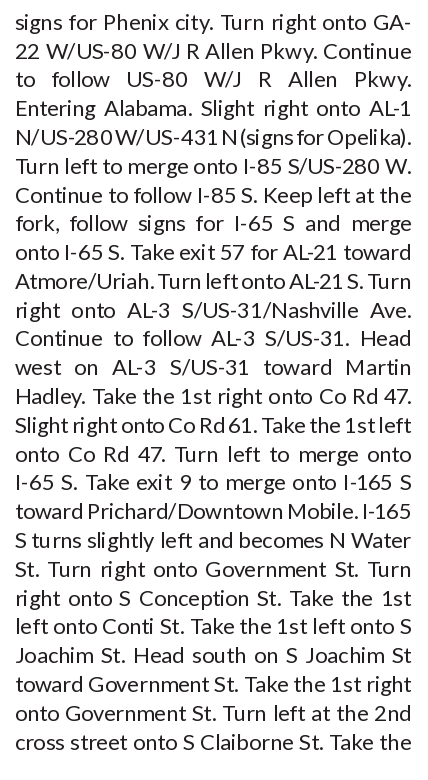 signs for Phenix city. Turn right onto GA-
22 W/US-80 W/J R Allen Pkwy. Continue
to follow US-80 W/J R Allen Pkwy.
Entering Alabama. Slight right onto AL-1
N/US-280 W/US-431 N (signs for Opelika).
Turn left to merge onto I-85 S/US-280 W.
Continue to follow I-85 S. Keep left at the
fork, follow signs for I-65 S and merge
onto I-65 S. Take exit 57 for AL-21 toward
Atmore/Uriah. Turn left onto AL-21 S. Turn
right onto AL-3 S/US-31/Nashville Ave.
Continue to follow AL-3 S/US-31. Head
west on AL-3 S/US-31 toward Martin
Hadley. Take the 1st right onto Co Rd 47.
Slight right onto Co Rd 61. Take the 1st left
onto Co Rd 47. Turn left to merge onto
I-65 S. Take exit 9 to merge onto I-165 S
toward Prichard/Downtown Mobile. I-165
S turns slightly left and becomes N Water
St. Turn right onto Government St. Turn
right onto S Conception St. Take the 1st
left onto Conti St. Take the 1st left onto S
Joachim St. Head south on S Joachim St
toward Government St. Take the 1st right
onto Government St. Turn left at the 2nd
cross street onto S Claiborne St. Take the